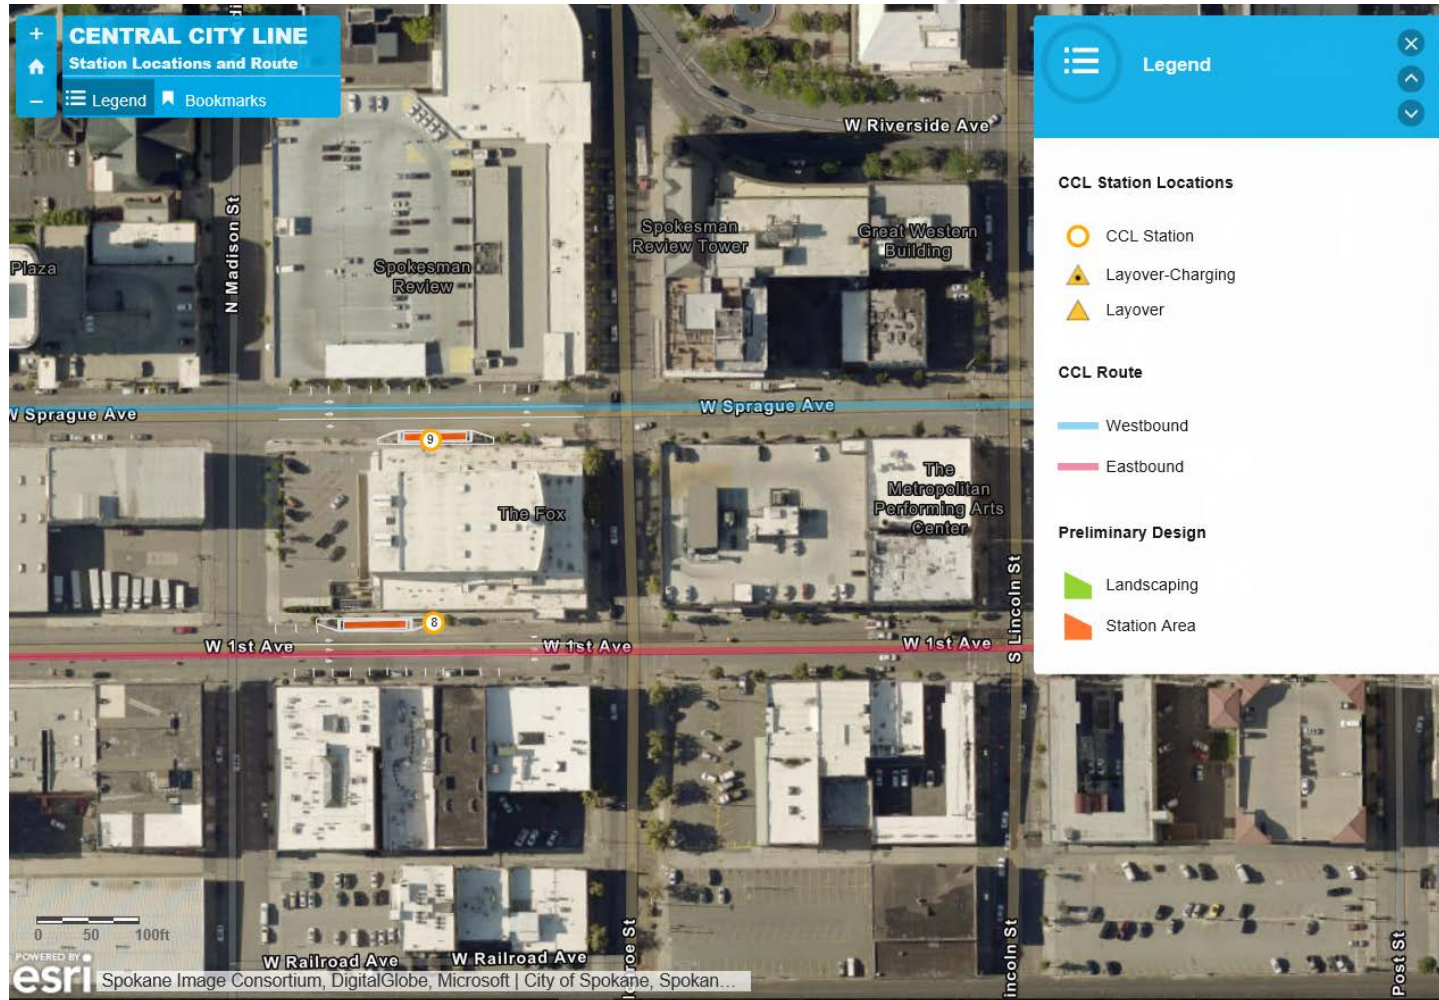 CENTRAL CITY LINE
Station Locations and Route
Legend
Bookmarks
Legend
CCL Station Locations
CCL Station
Layover-Charging
Layover
CCL Route
Westbound
Eastbound
Preliminary Design
Landscaping
Station Area
W Riverside Ave
N Madison St
Plaza
Spokesman
Review
Spokesman
Review Tower
Great Western
Building
W Sprague Ave
W Sprague Ave
9
The Fox
The
Metropolitan
Performing Arts
Center
8
W 1st Ave
W 1st Ave
W 1st Ave
S Lincoln St
W Railroad Ave
W Railroad Ave
roe St
incoln St
Post St
0 50 100ft
POWERED BY
esri
Spokane Image Consortium, DigitalGlobe, Microsoft | City of Spokane, Spokan...